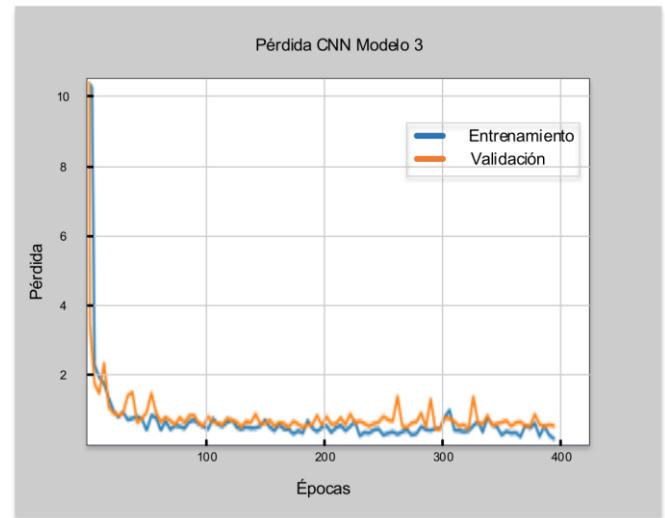 Pérdida CNN Modelo 3
10
8
6
4
2
Pérdida
Entrenamiento
Validación
100
200
300
400
Épocas